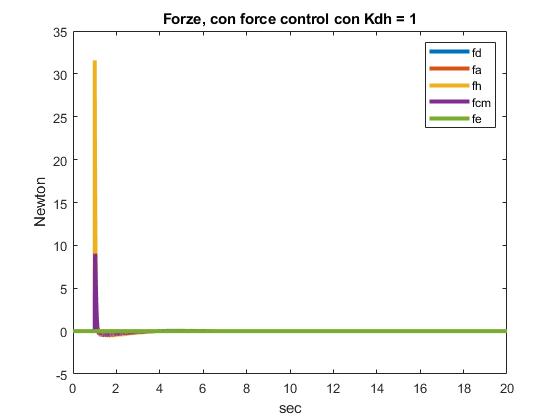 Forze, con force control con Kdh = 1
35
30
25
20
15
10
5
0
-5
Newton
fd
fa
fh
fcm
fe
0 2 4 6 8 10 12 14 16 18 20
sec